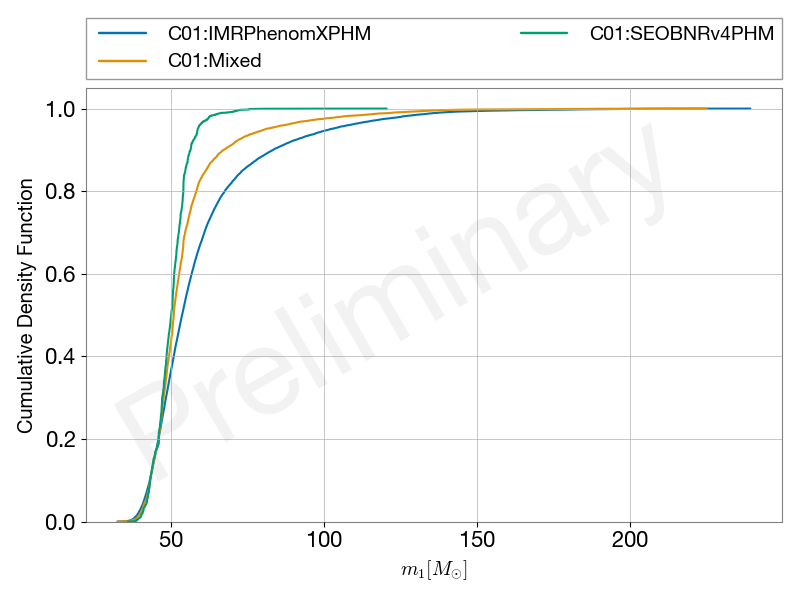 C01:IMRPhenomXPHM
C01:Mixed
C01:SEOBNRv4PHM
Cumulative Density Function
1.0
0.8
0.6
0.4
0.2
0.0
Preliminary
50
100
150
200
m₁[M☉]